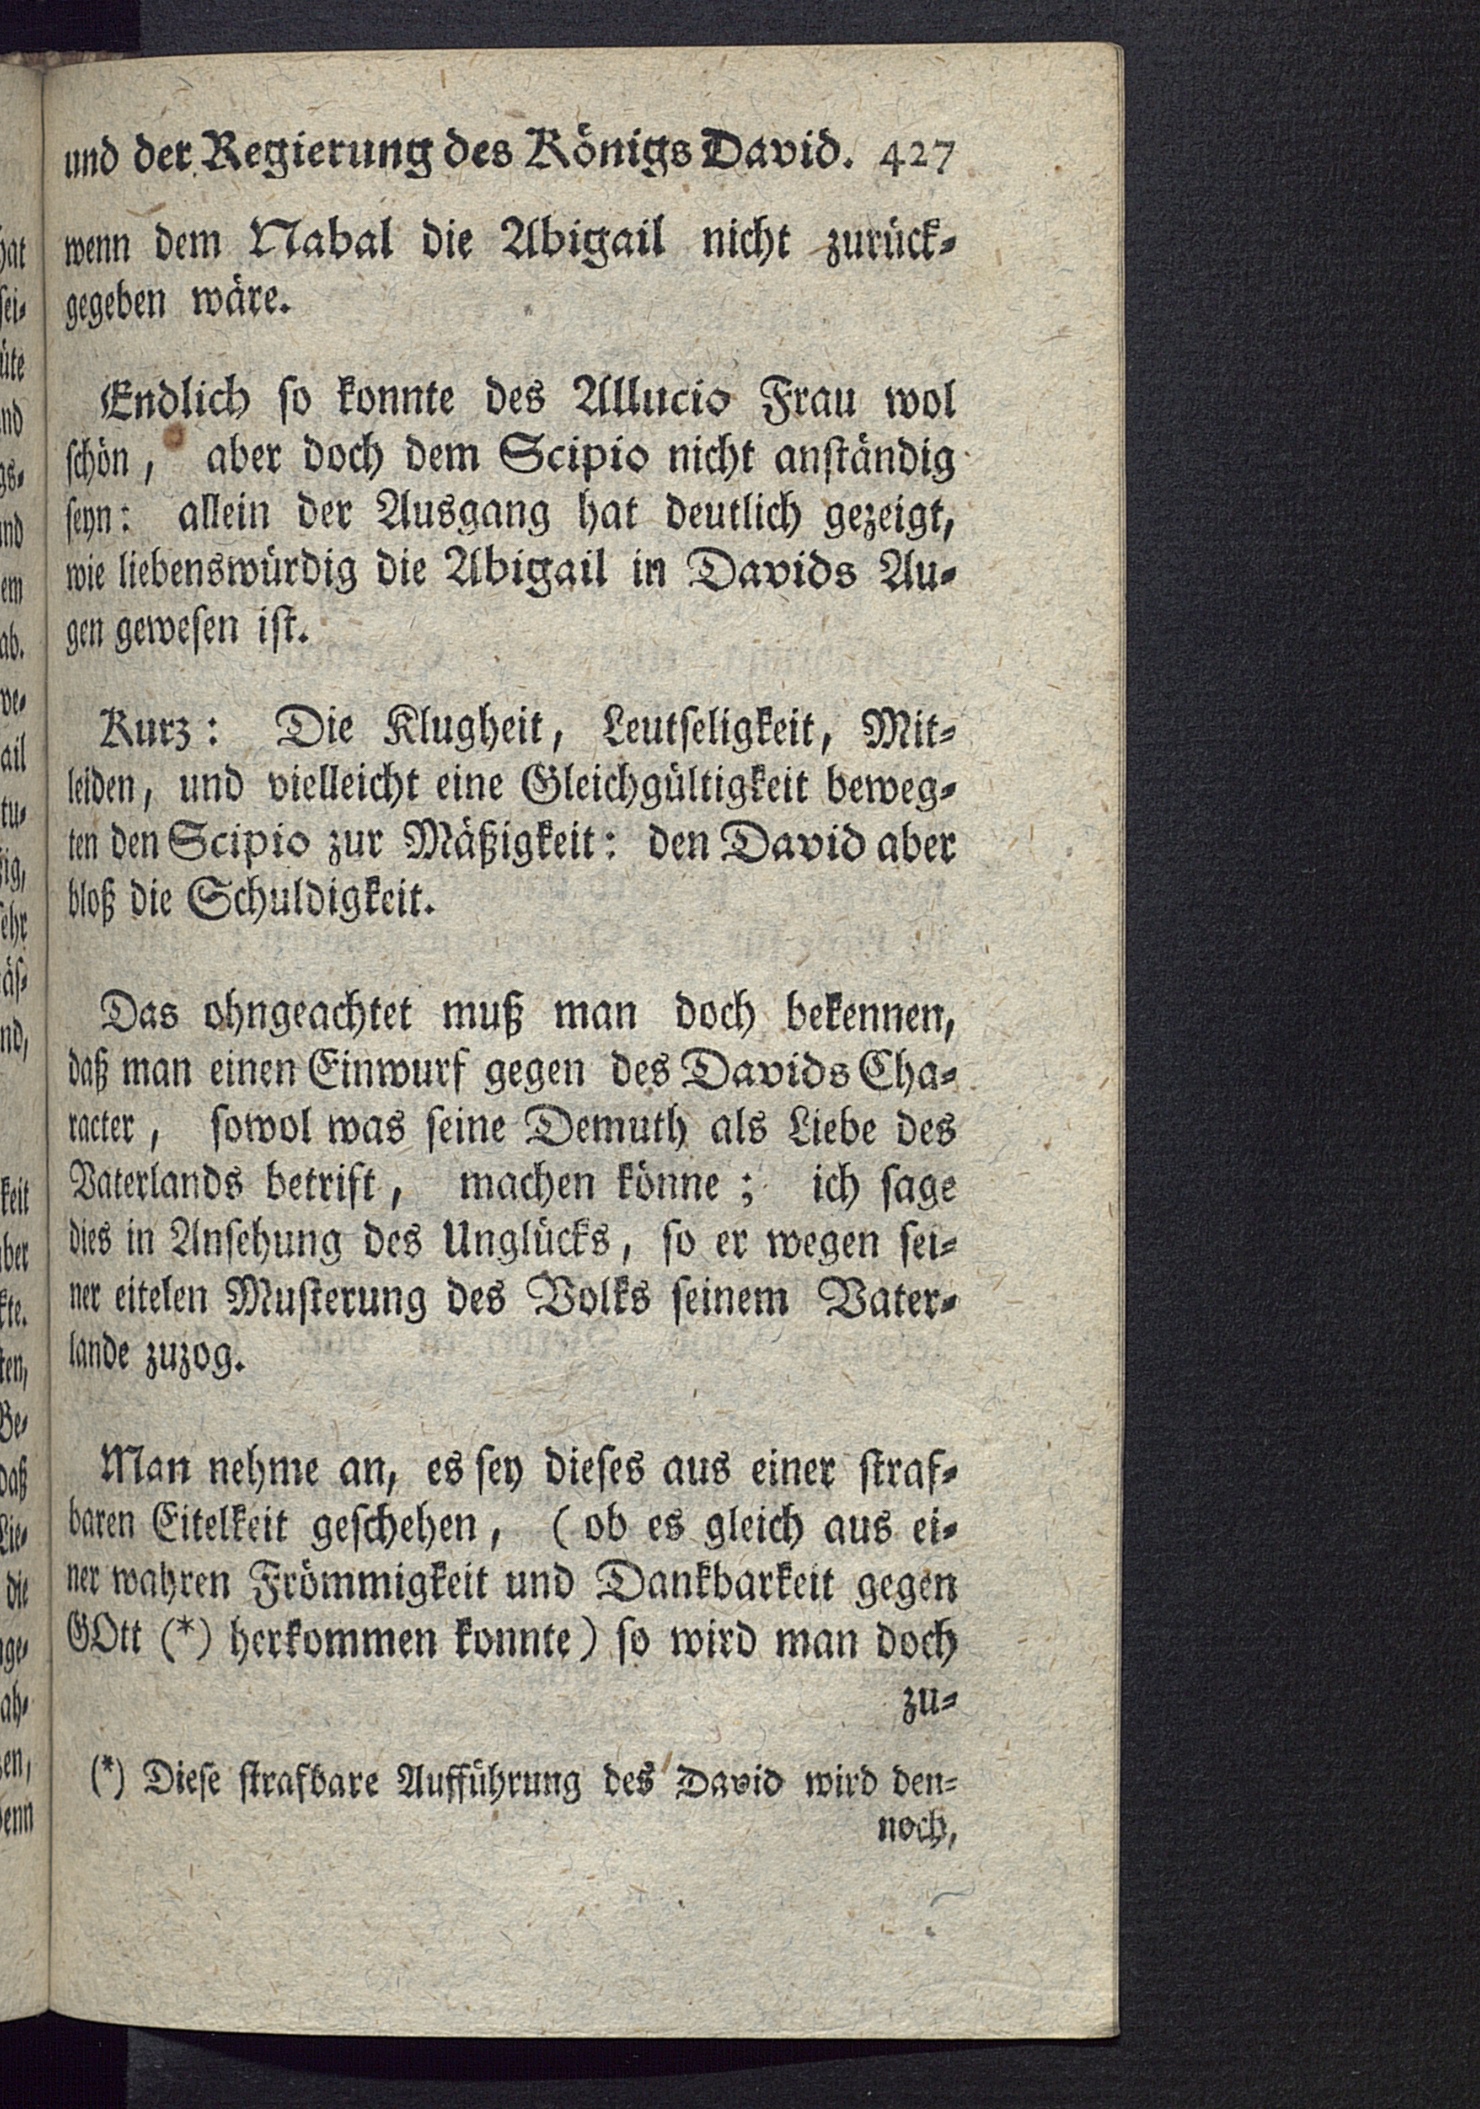 und der Regierung des Königs David. 427
wenn dem Nabal die Abigail nicht zurück-
gegeben wäre.
Endlich so konnte des Allucio Frau wol
schön, aber doch dem Scipio nicht anständig
seyn: allein der Ausgang hat deutlich gezeigt,
wie liebenswürdig die Abigail in Davids Au-
gen gewesen ist.
Kurz: Die Klugheit, Leutseligkeit, Mit-
leiden, und vielleicht eine Gleichgültigkeit beweg-
ten den Scipio zur Mäßigkeit: den David aber
bloß die Schuldigkeit.
Das ohngeachtet muß man doch bekennen,
daß man einen Einwurf gegen des Davids Cha-
racter, sowol was seine Demuth als Liebe des
Vaterlands betrift, machen könne; ich sage
dies in Ansehung des Unglücks, so er wegen sei-
ner eitelen Musterung des Volks seinem Vater-
lande zuzog.
Man nehme an, es sey dieses aus einer straf-
baren Eitelkeit geschehen, (ob es gleich aus ei-
ner wahren Frömmigkeit und Dankbarkeit gegen
GOtt (*) herkommen konnte) so wird man doch
zu-
(*) Diese strafbare Aufführung des David wird den-
noch,